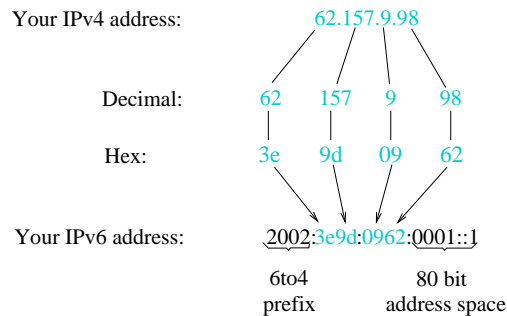 Your IPv4 address: 62.157.9.98
Decimal: 62 157 9 98
Hex: 3e 9d 09 62
Your IPv6 address: 2002:3e9d:0962:0001::1
6to4 prefix
80 bit address space